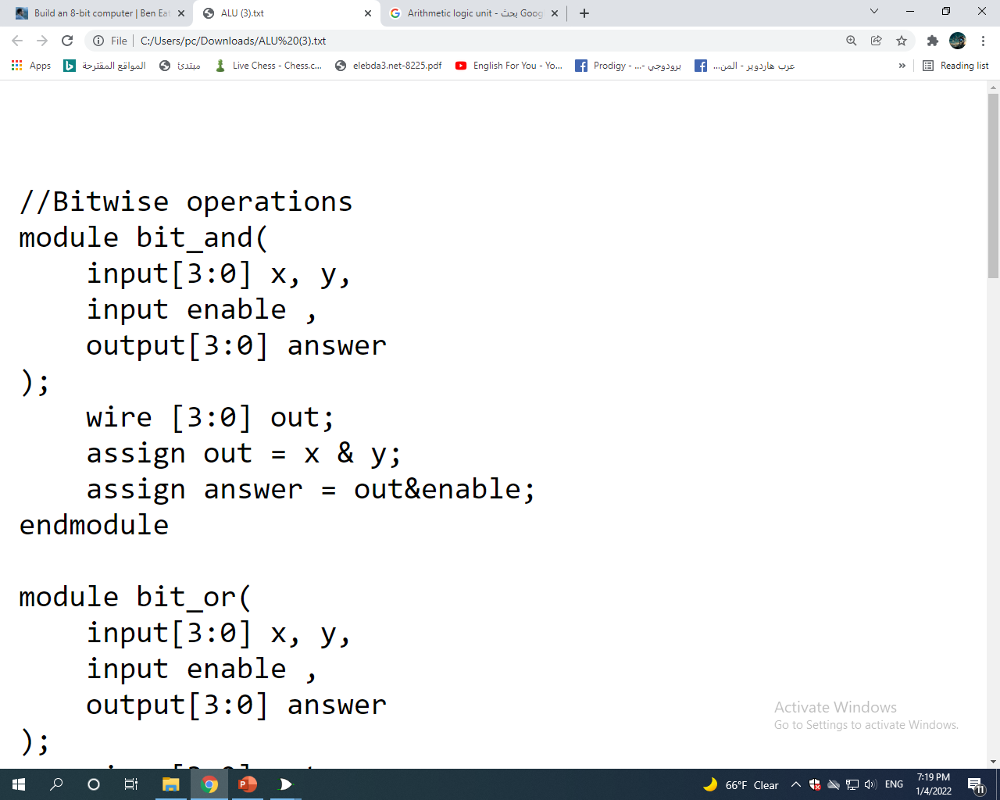 Build an 8-bit computer | Ben Eat
ALU (3).txt
Arithmetic logic unit - بحث Goog
File
C:/Users/pc/Downloads/ALU%20(3).txt
Apps
المواقع المقترحة
مبتدئ
Live Chess - Chess.c...
elebda3.net-8225.pdf
English For You - Yo...
Prodigy - ...- برودوجي
عرب هاردوير - المن...
»
Reading list
//Bitwise operations
module bit_and(
    input[3:0] x, y,
    input enable ,
    output[3:0] answer
);
    wire [3:0] out;
    assign out = x & y;
    assign answer = out&enable;
endmodule
module bit_or(
    input[3:0] x, y,
    input enable ,
    output[3:0] answer
);
Activate Windows
Go to Settings to activate Windows.
66°F Clear
ENG
7:19 PM
1/4/2022
11